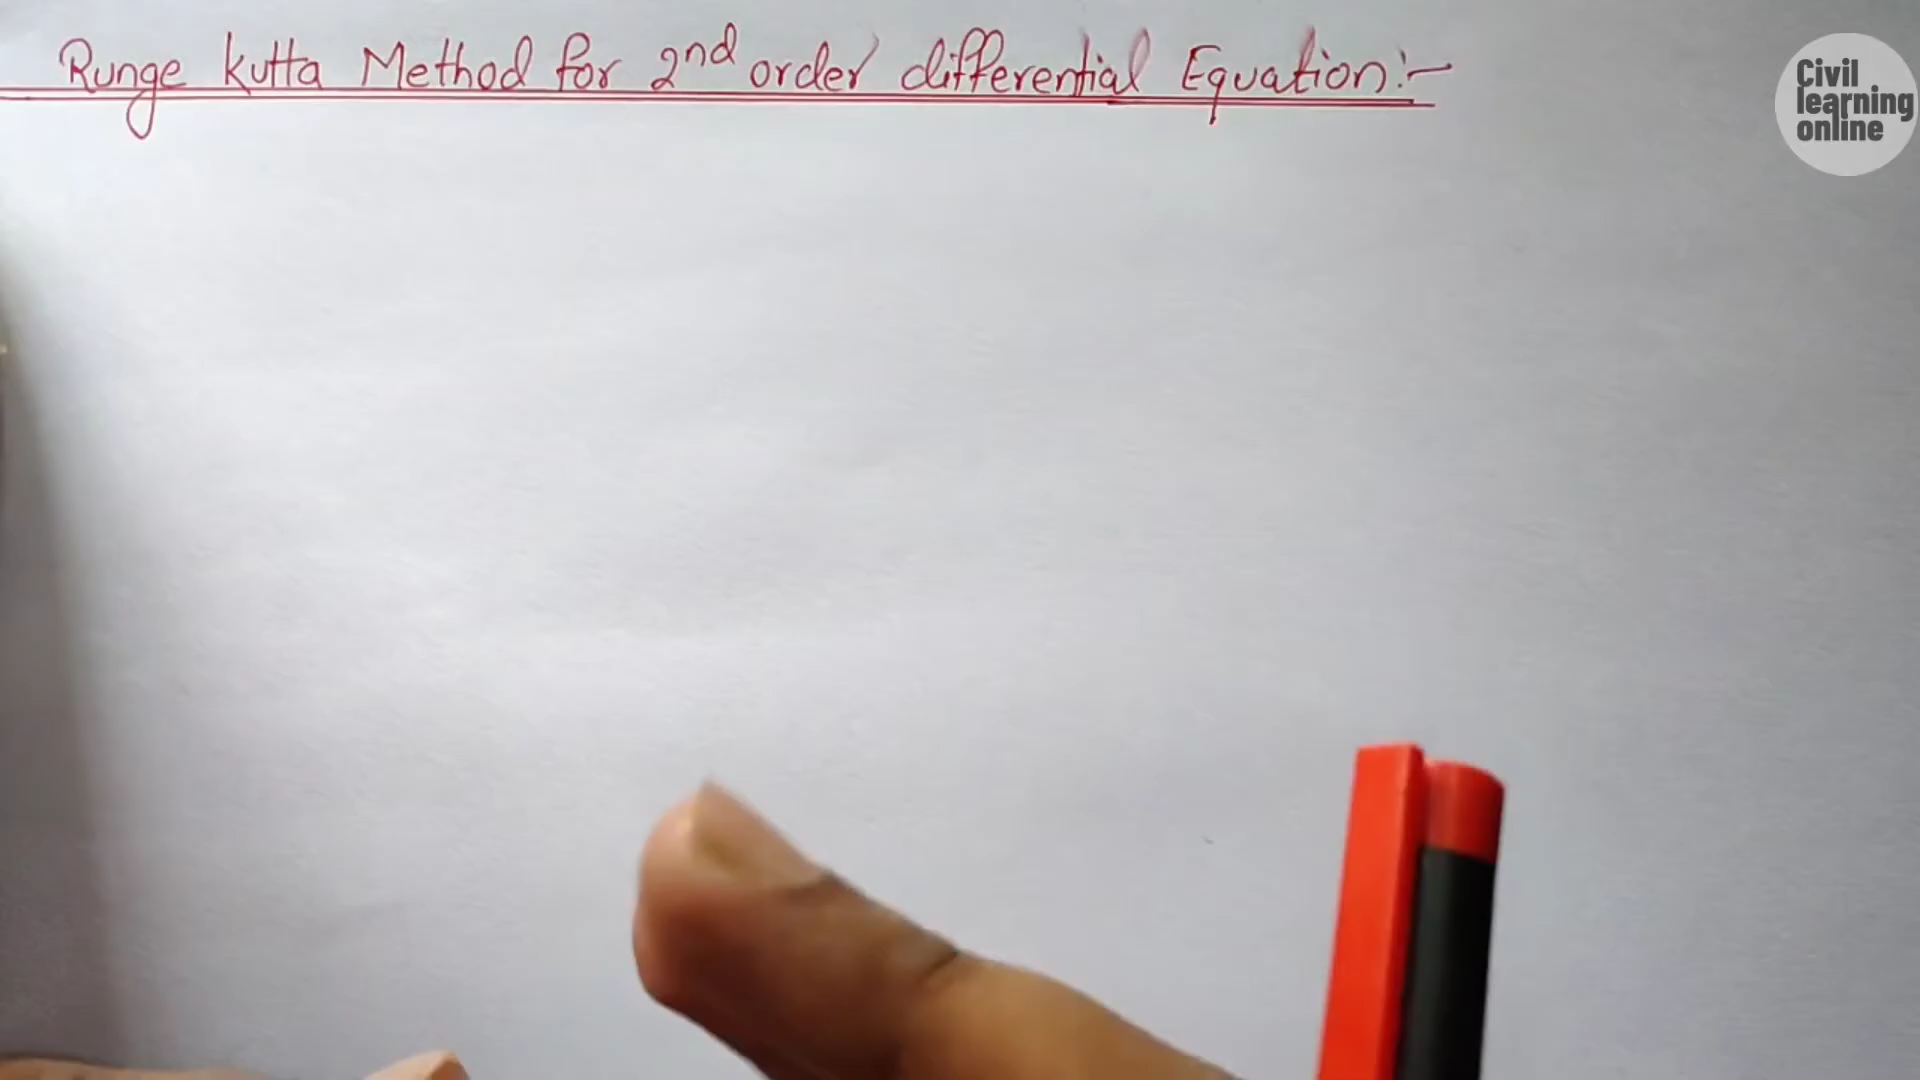 Runge kutta Method for 2nd order differential Equation:-
Civil
learning
online